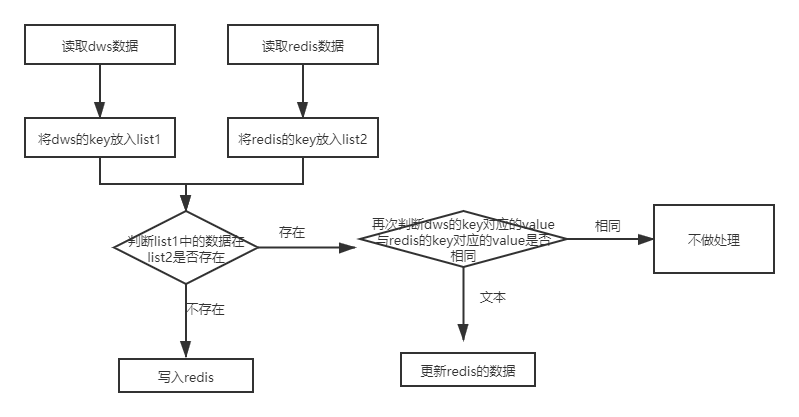 读取dws数据
读取redis数据
将dws的key放入list1
将redis的key放入list2
判断list1中的数据在
list2是否存在
存在
再次判断dws的key对应的value
与redis的key对应的value是否
相同
相同
不做处理
不存在
文本
写入redis
更新redis的数据